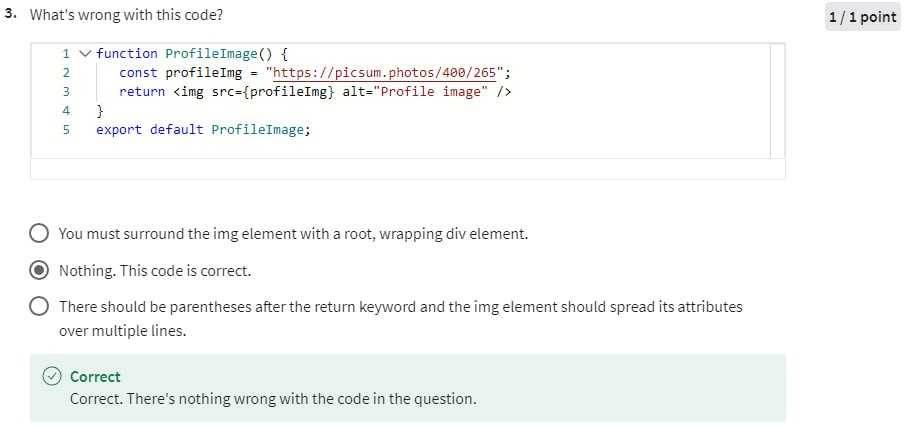 3. What's wrong with this code?
1 / 1 point
1 function ProfileImage() {
2 const profileImg = "https://picsum.photos/400/265";
3 return <img src={profileImg} alt="Profile image" />
4 }
5 export default ProfileImage;
You must surround the img element with a root, wrapping div element.
Nothing. This code is correct.
There should be parentheses after the return keyword and the img element should spread its attributes
over multiple lines.
Correct
Correct. There's nothing wrong with the code in the question.